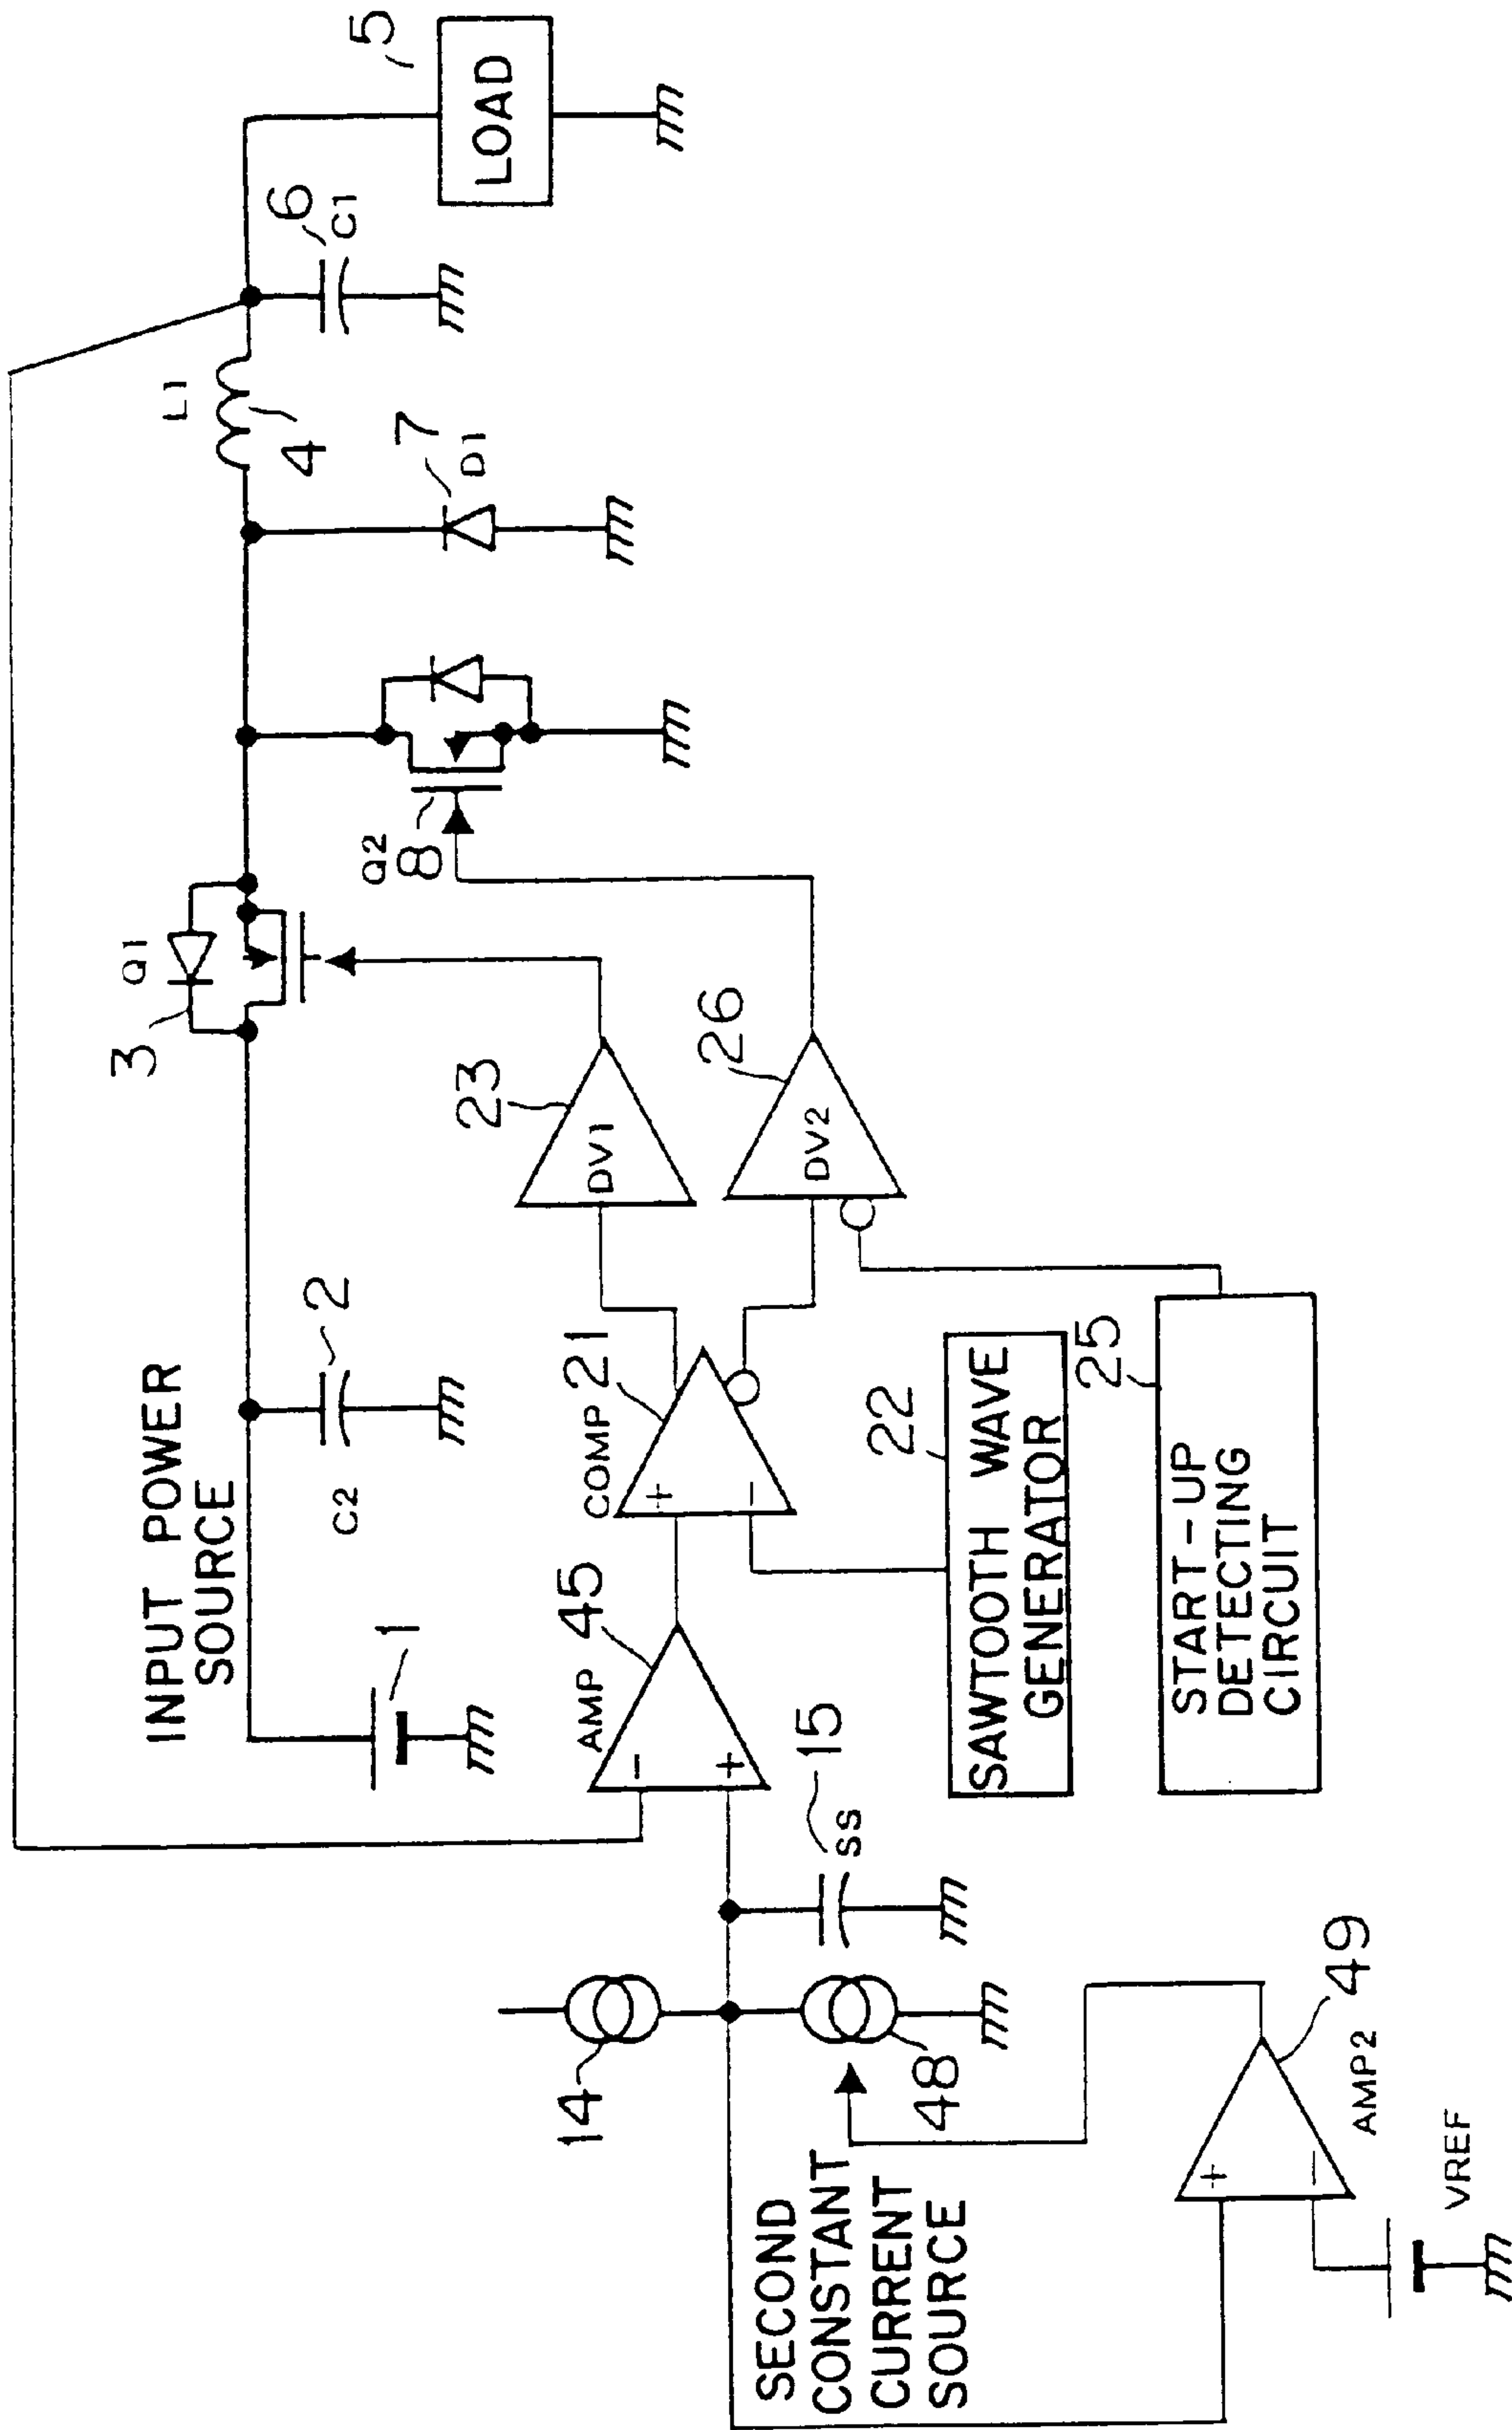 INPUT POWER
SOURCE
1
C2
2
3
Q1
Q2
8
L1
4
7
D1
6
C1
5
LOAD
AMP
45
-
+
COMP
21
+
-
DV1
23
DV2
26
14
15
SS
48
SECOND
CONSTANT
CURRENT
SOURCE
22
SAWTOOTH WAVE
GENERATOR
25
START-UP
DETECTING
CIRCUIT
+
-
49
AMP2
VREF